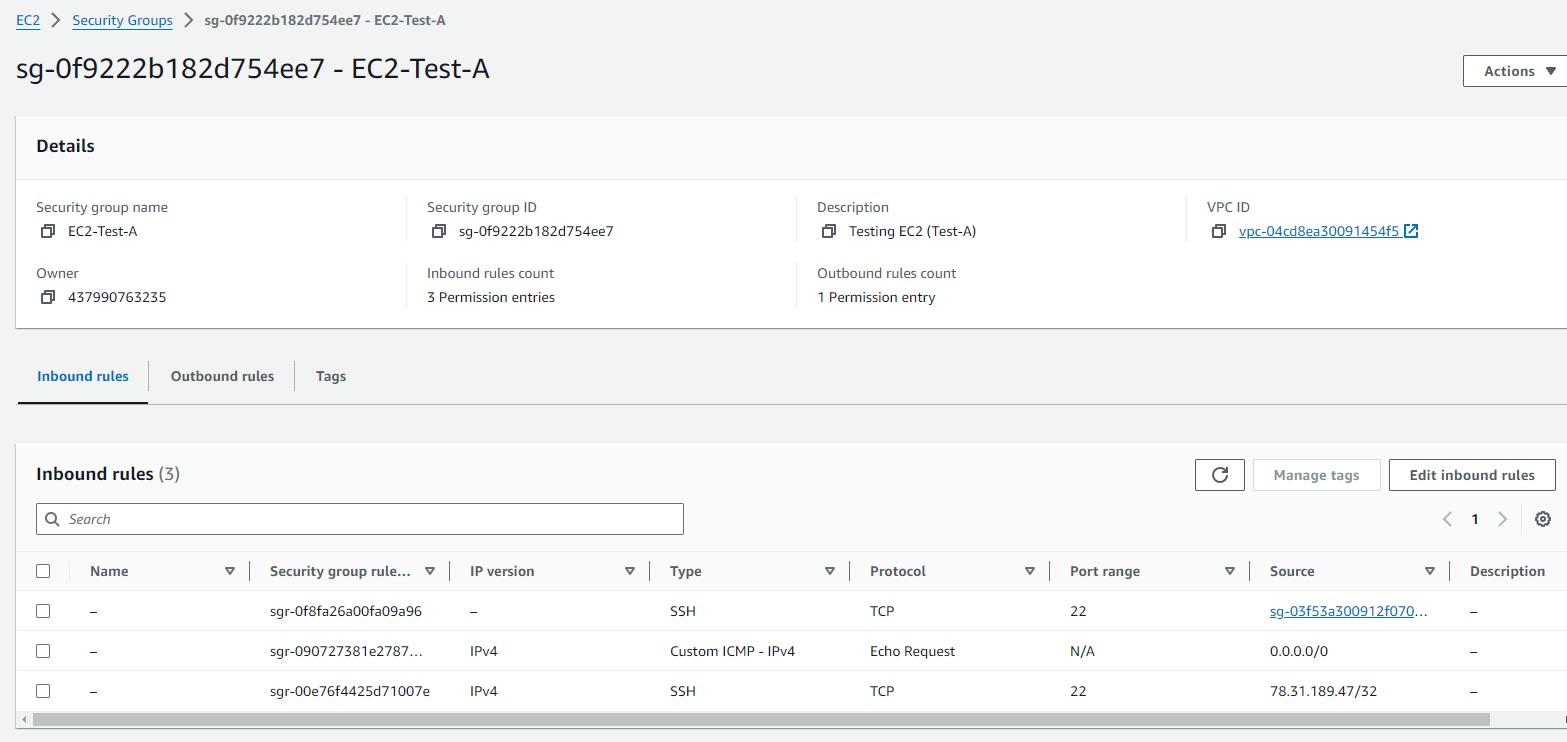 EC2 > Security Groups > sg-0f9222b182d754ee7 - EC2-Test-A
sg-0f9222b182d754ee7 - EC2-Test-A
Actions
Details
Security group name Security group ID Description VPC ID
EC2-Test-A sg-0f9222b182d754ee7 Testing EC2 (Test-A) vpc-04cd8ea30091454f5
Owner Inbound rules count Outbound rules count
437990763235 3 Permission entries 1 Permission entry
Inbound rules Outbound rules Tags
Inbound rules (3) Manage tags Edit inbound rules
Search 1
Name Security group rule... IP version Type Protocol Port range Source Description
– sgr-0f8fa26a00fa09a96 – SSH TCP 22 sg-03f53a300912f070... –
– sgr-090727381e2787... IPv4 Custom ICMP - IPv4 Echo Request N/A 0.0.0.0/0 –
– sgr-00e76f4425d71007e IPv4 SSH TCP 22 78.31.189.47/32 –